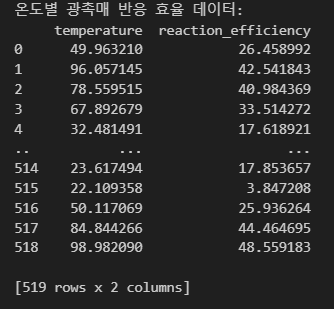 온도별 광촉매 반응 효율 데이터:
temperature reaction_efficiency
0 49.963210 26.458992
1 96.057145 42.541843
2 78.559515 40.984369
3 67.892679 33.514272
4 32.481491 17.618921
.. ... ...
514 23.617494 17.853657
515 22.109358 3.847208
516 50.117069 25.936264
517 84.844266 44.464695
518 98.982090 48.559183
[519 rows x 2 columns]